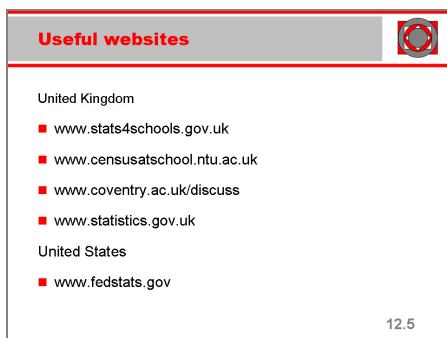 Useful websites
United Kingdom
www.stats4schools.gov.uk
www.censusatschool.ntu.ac.uk
www.coventry.ac.uk/discuss
www.statistics.gov.uk
United States
www.fedstats.gov
12.5